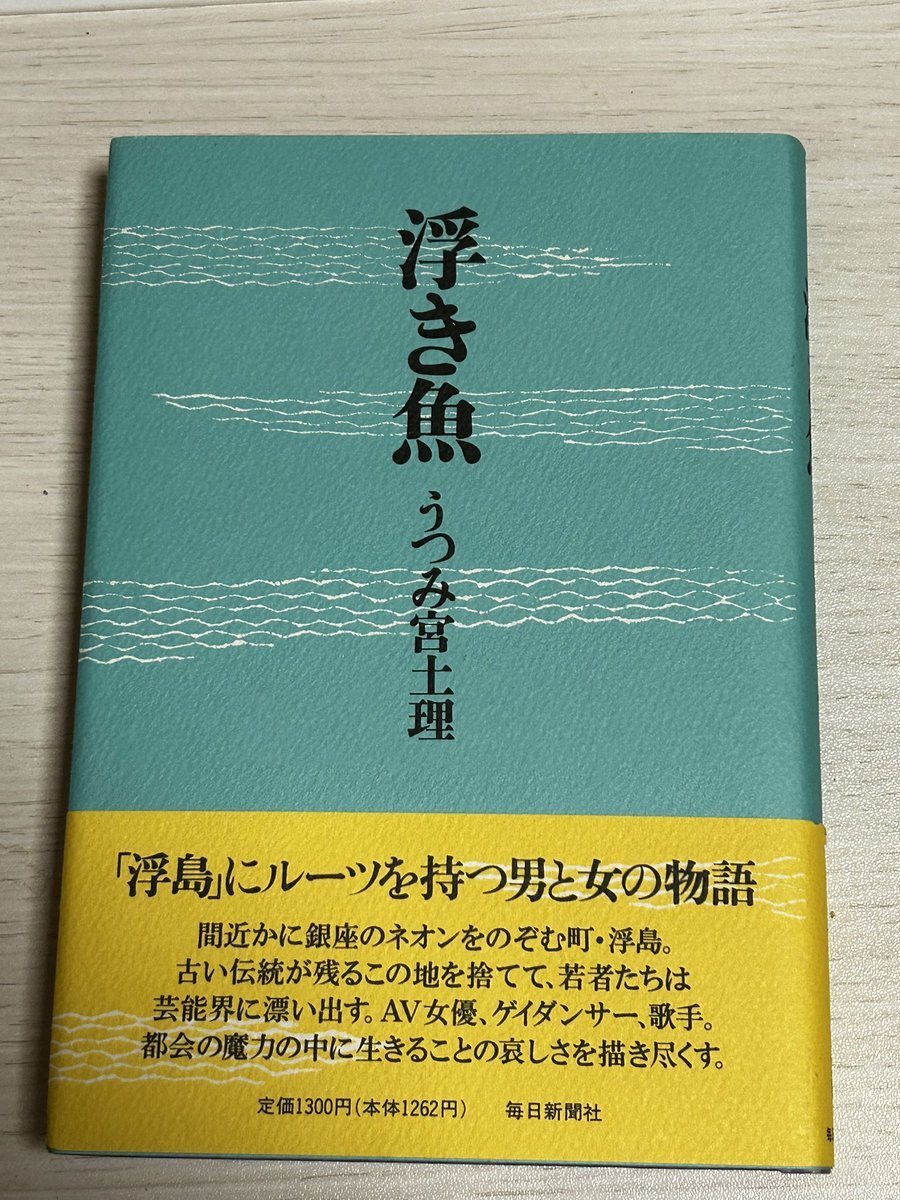 浮き魚
うつみ宮土理
「浮島」にルーツを持つ男と女の物語
間近かに銀座のネオンをのぞむ町・浮島。
古い伝統が残るこの地を捨てて、若者たちは
芸能界に漂い出す。AV女優、ゲイダンサー、歌手。
都会の魔力の中に生きることの哀しさを描き尽くす。
定価1300円(本体1262円) 毎日新聞社